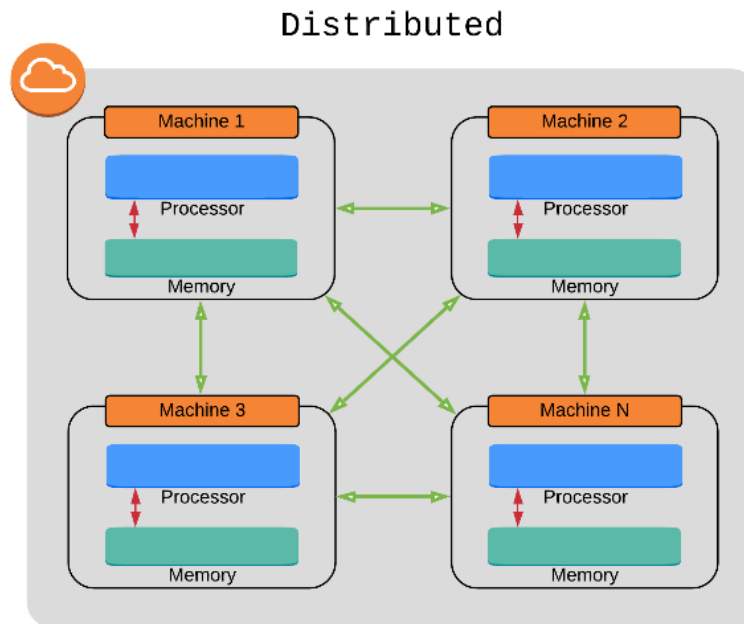 Distributed
Machine 1
Machine 2
Processor
Processor
Memory
Memory
Machine 3
Machine N
Processor
Processor
Memory
Memory